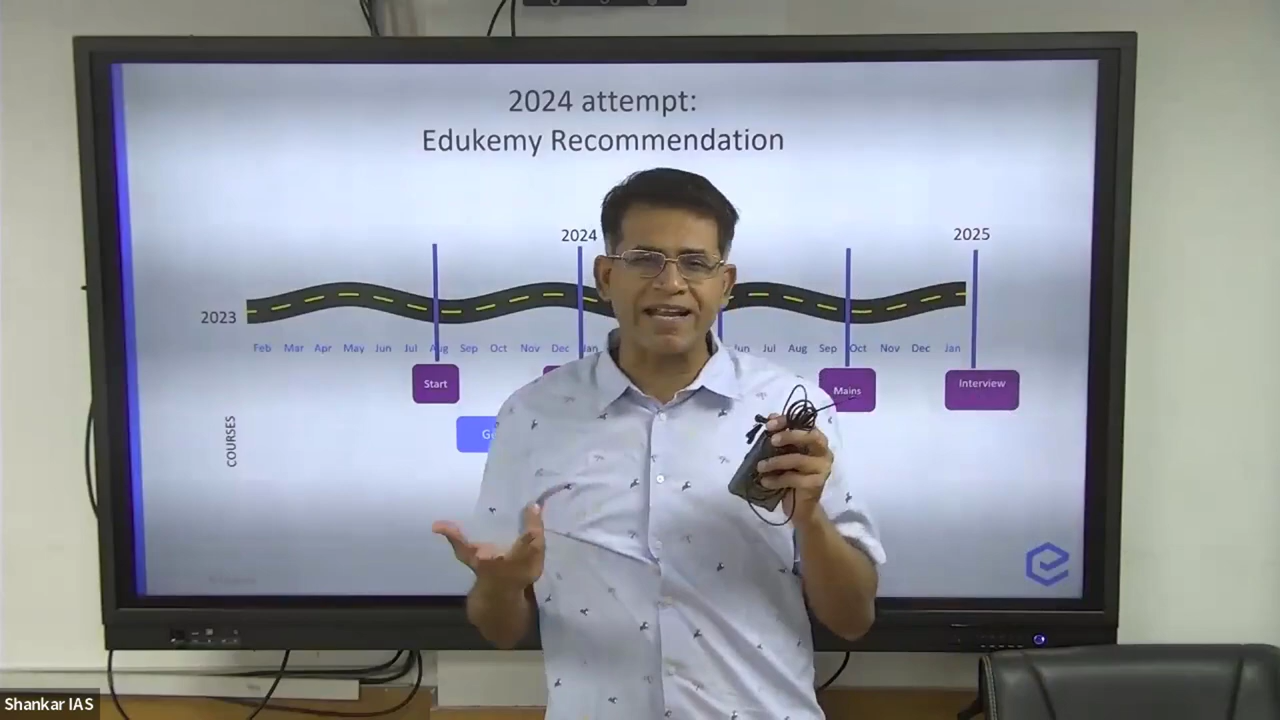 2024 attempt:
Edukemy Recommendation
2024
2025
2023
Feb Mar Apr May Jun Jul Aug Sep Oct Nov Dec Jan Jun Jul Aug Sep Oct Nov Dec Jan
Start
Mains
Interview
COURSES
Shankar IAS